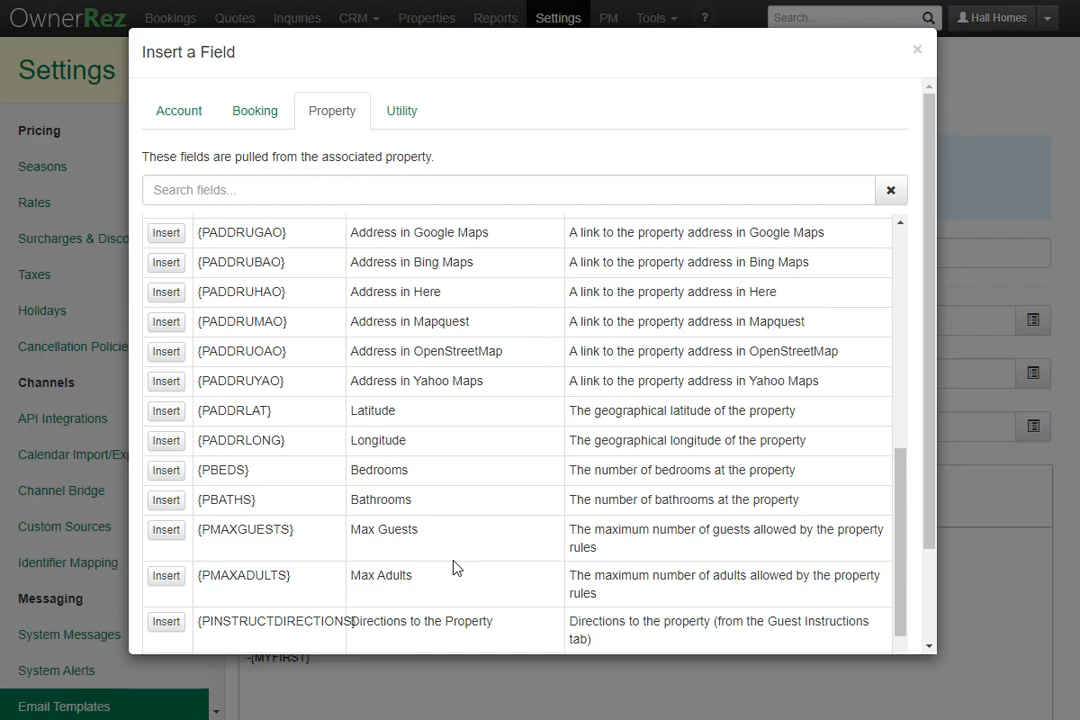 OwnerRez Bookings Quotes Inquiries CRM Properties Reports Settings PM Tools ? Search... Hall Homes
Insert a Field ×
Settings
Account Booking Property Utility
Pricing
These fields are pulled from the associated property.
Seasons
Search fields...
Rates
Insert {PADDRUGAO} Address in Google Maps A link to the property address in Google Maps
Surcharges & Disco
Insert {PADDRUBAO} Address in Bing Maps A link to the property address in Bing Maps
Taxes
Insert {PADDRUHAO} Address in Here A link to the property address in Here
Holidays
Insert {PADDRUMAO} Address in Mapquest A link to the property address in Mapquest
Cancellation Policie
Insert {PADDRUOAO} Address in OpenStreetMap A link to the property address in OpenStreetMap
Channels
Insert {PADDRUYAO} Address in Yahoo Maps A link to the property address in Yahoo Maps
API Integrations
Insert {PADDRLAT} Latitude The geographical latitude of the property
Insert {PADDRLONG} Longitude The geographical longitude of the property
Calendar Import/Exp
Insert {PBEDS} Bedrooms The number of bedrooms at the property
Channel Bridge
Insert {PBATHS} Bathrooms The number of bathrooms at the property
Custom Sources
Insert {PMAXGUESTS} Max Guests The maximum number of guests allowed by the property
rules
Identifier Mapping
Insert {PMAXADULTS} Max Adults The maximum number of adults allowed by the property
rules
Messaging
Insert {PINSTRUCTDIRECTIONS} Directions to the Property Directions to the property (from the Guest Instructions
tab)
System Messages
-{MYFIRST}
System Alerts
Email Templates